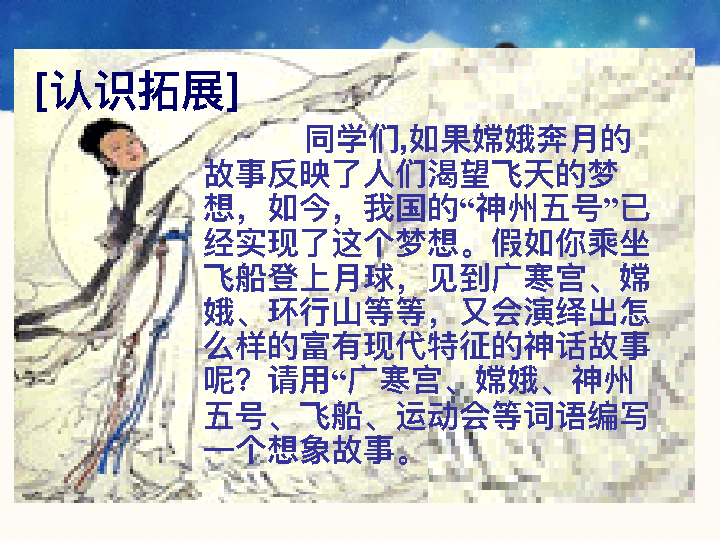 [认识拓展]
同学们,如果嫦娥奔月的
故事反映了人们渴望飞天的梦
想，如今，我国的“神州五号”已
经实现了这个梦想。假如你乘坐
飞船登上月球，见到广寒宫、嫦
娥、环行山等等，又会演绎出怎
么样的富有现代特征的神话故事
呢？请用“广寒宫、嫦娥、神州
五号、飞船、运动会等词语编写
一个想象故事。